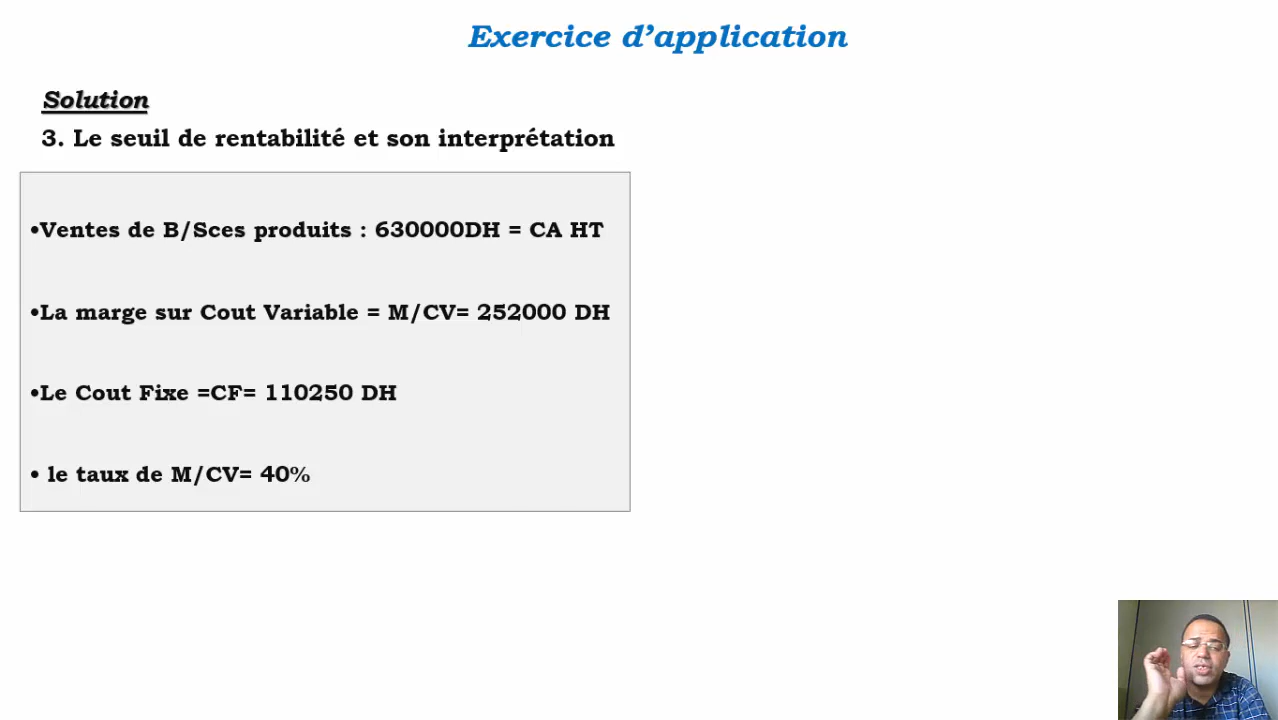 Exercice d’application
Solution
3. Le seuil de rentabilité et son interprétation
•Ventes de B/Sces produits : 630000DH = CA HT
•La marge sur Cout Variable = M/CV= 252000 DH
•Le Cout Fixe =CF= 110250 DH
• le taux de M/CV= 40%